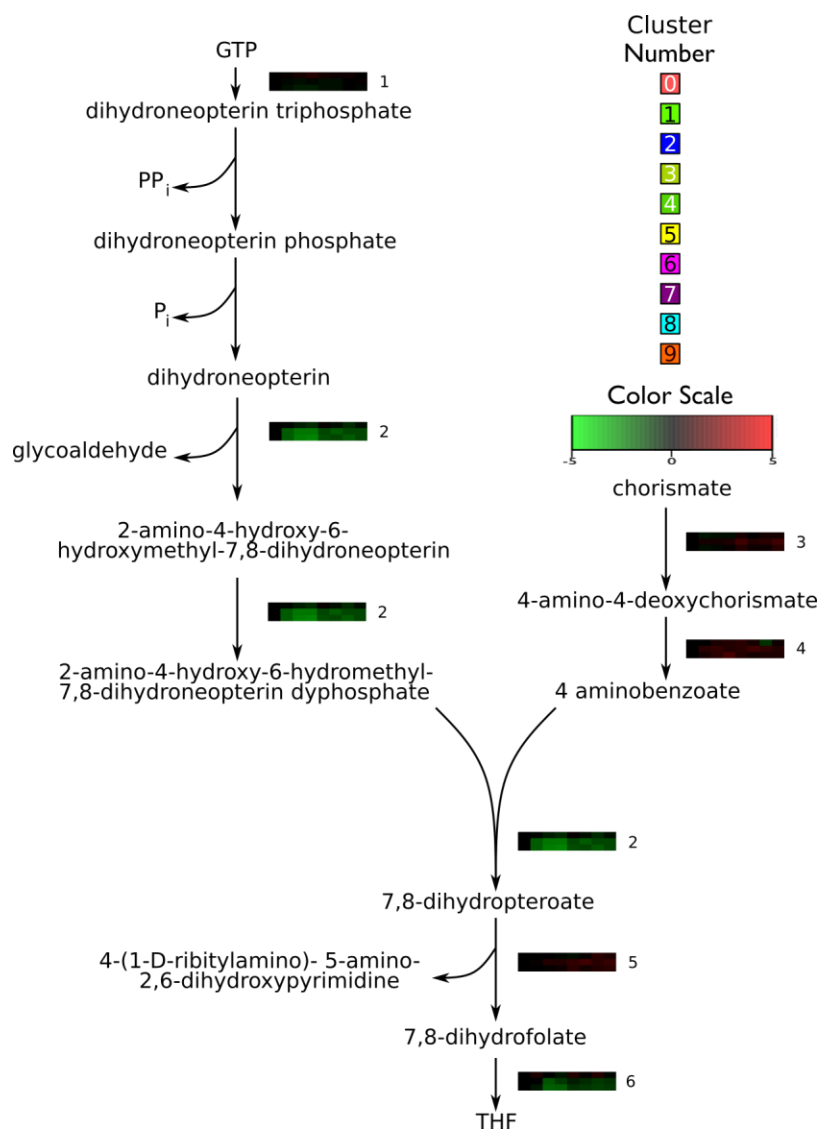 GTP
1
dihydroneopterin triphosphate
PPi
dihydroneopterin phosphate
Pi
dihydroneopterin
2
glycoaldehyde
2-amino-4-hydroxy-6-
hydroxymethyl-7,8-dihydroneopterin
2
2-amino-4-hydroxy-6-hydromethyl-
7,8-dihydroneopterin dyphosphate
Cluster
Number
0
1
2
3
4
5
6
7
8
9
Color Scale
-5 0 5
chorismate
3
4-amino-4-deoxychorismate
4
4 aminobenzoate
2
7,8-dihydropteroate
4-(1-D-ribitylamino)- 5-amino-
2,6-dihydroxypyrimidine
5
7,8-dihydrofolate
6
THF